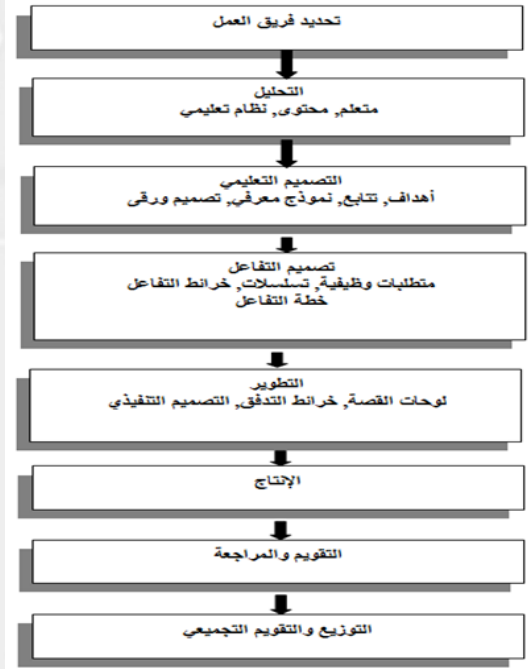 تحديد فريق العمل
التحليل
متعلم, محتوى, نظام تعليمي
التصميم التعليمي
أهداف, تتابع, نموذج معرفي, تصميم ورقى
تصميم التفاعل
متطلبات وظيفية, تسلسلات, خرائط التفاعل
خطة التفاعل
التطوير
لوحات القصة, خرائط التدفق, التصميم التنفيذي
الإنتاج
التقويم والمراجعة
التوزيع والتقويم التجميعي